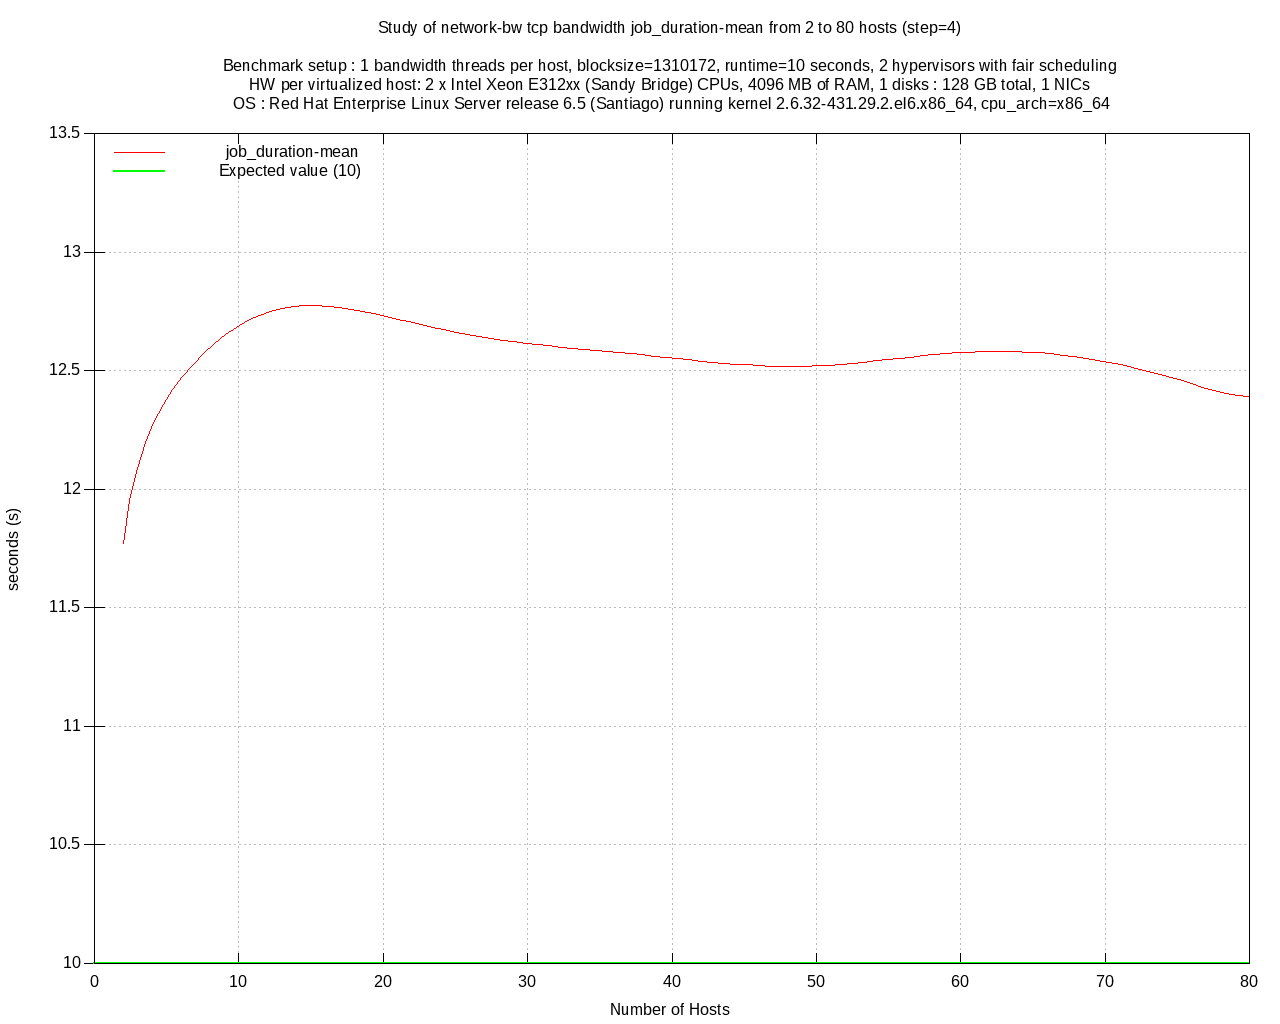 Study of network-bw tcp bandwidth job_duration-mean from 2 to 80 hosts (step=4)
Benchmark setup : 1 bandwidth threads per host, blocksize=1310172, runtime=10 seconds, 2 hypervisors with fair scheduling
HW per virtualized host: 2 x Intel Xeon E312xx (Sandy Bridge) CPUs, 4096 MB of RAM, 1 disks : 128 GB total, 1 NICs
OS : Red Hat Enterprise Linux Server release 6.5 (Santiago) running kernel 2.6.32-431.29.2.el6.x86_64, cpu_arch=x86_64
job_duration-mean
Expected value (10)
13.5
13
12.5
12
11.5
11
10.5
10
seconds (s)
0 10 20 30 40 50 60 70 80
Number of Hosts